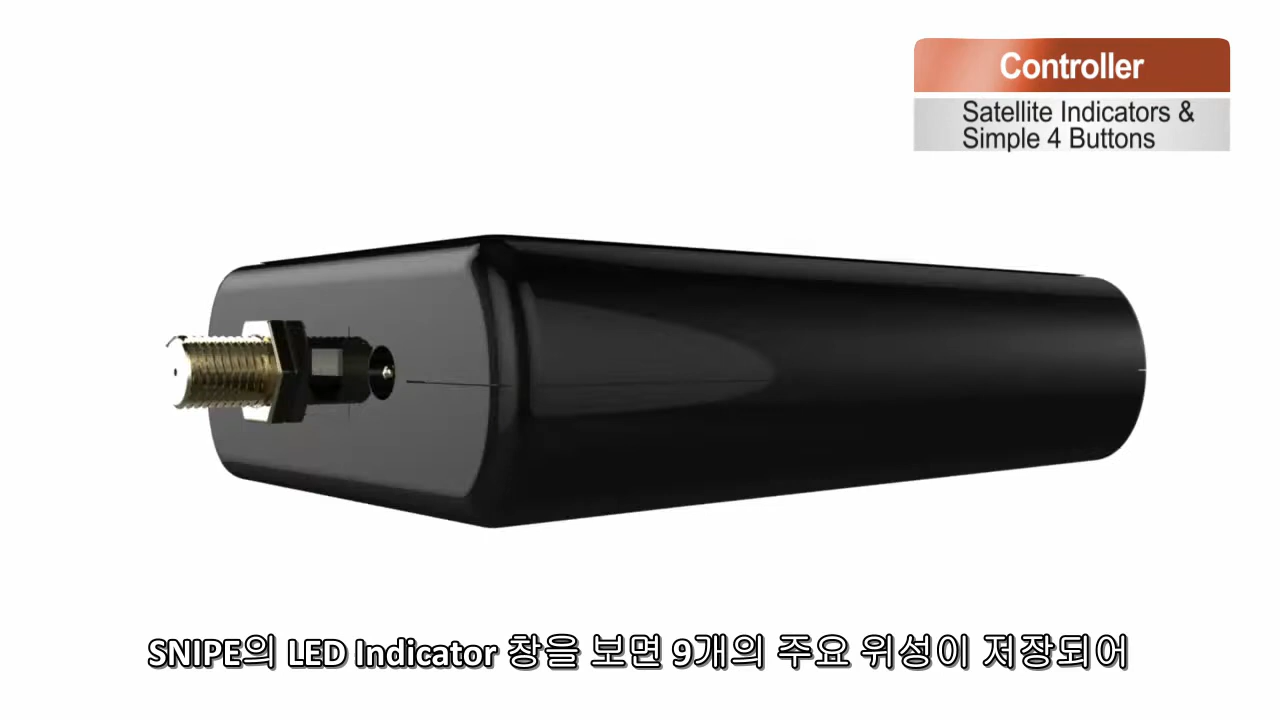 Controller
Satellite Indicators &
Simple 4 Buttons
SNIPE의 LED Indicator 창을 보면 9개의 주요 위성이 저장되어